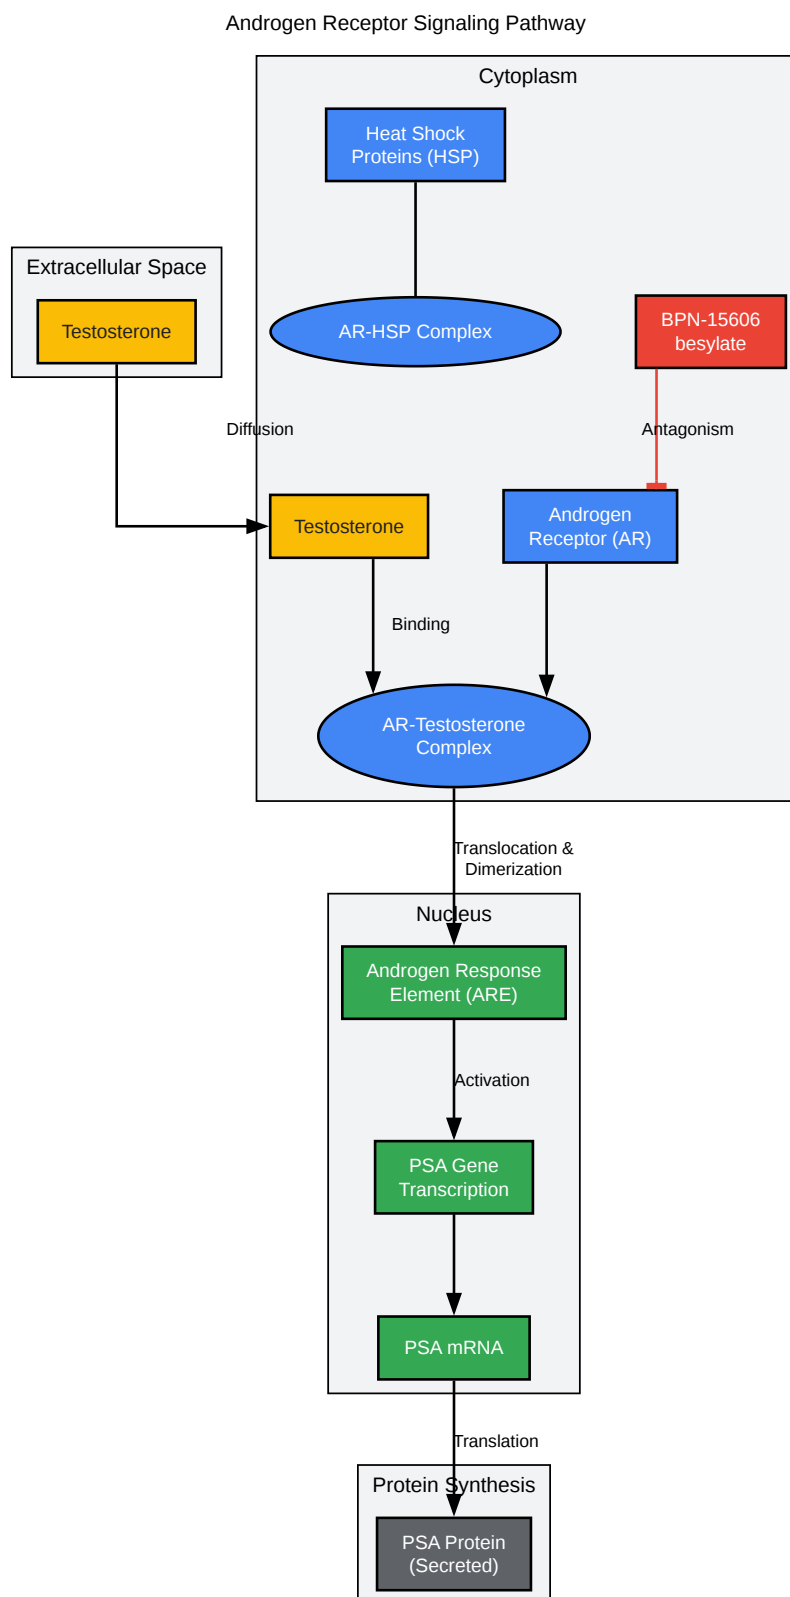 Androgen Receptor Signaling Pathway
Cytoplasm
Heat Shock
Proteins (HSP)
Extracellular Space
Testosterone
AR-HSP Complex
BPN-15606
besylate
Diffusion
Antagonism
Testosterone
Androgen
Receptor (AR)
Binding
AR-Testosterone
Complex
Translocation &
Dimerization
Nucleus
Androgen Response
Element (ARE)
Activation
PSA Gene
Transcription
PSA mRNA
Translation
Protein Synthesis
PSA Protein
(Secreted)